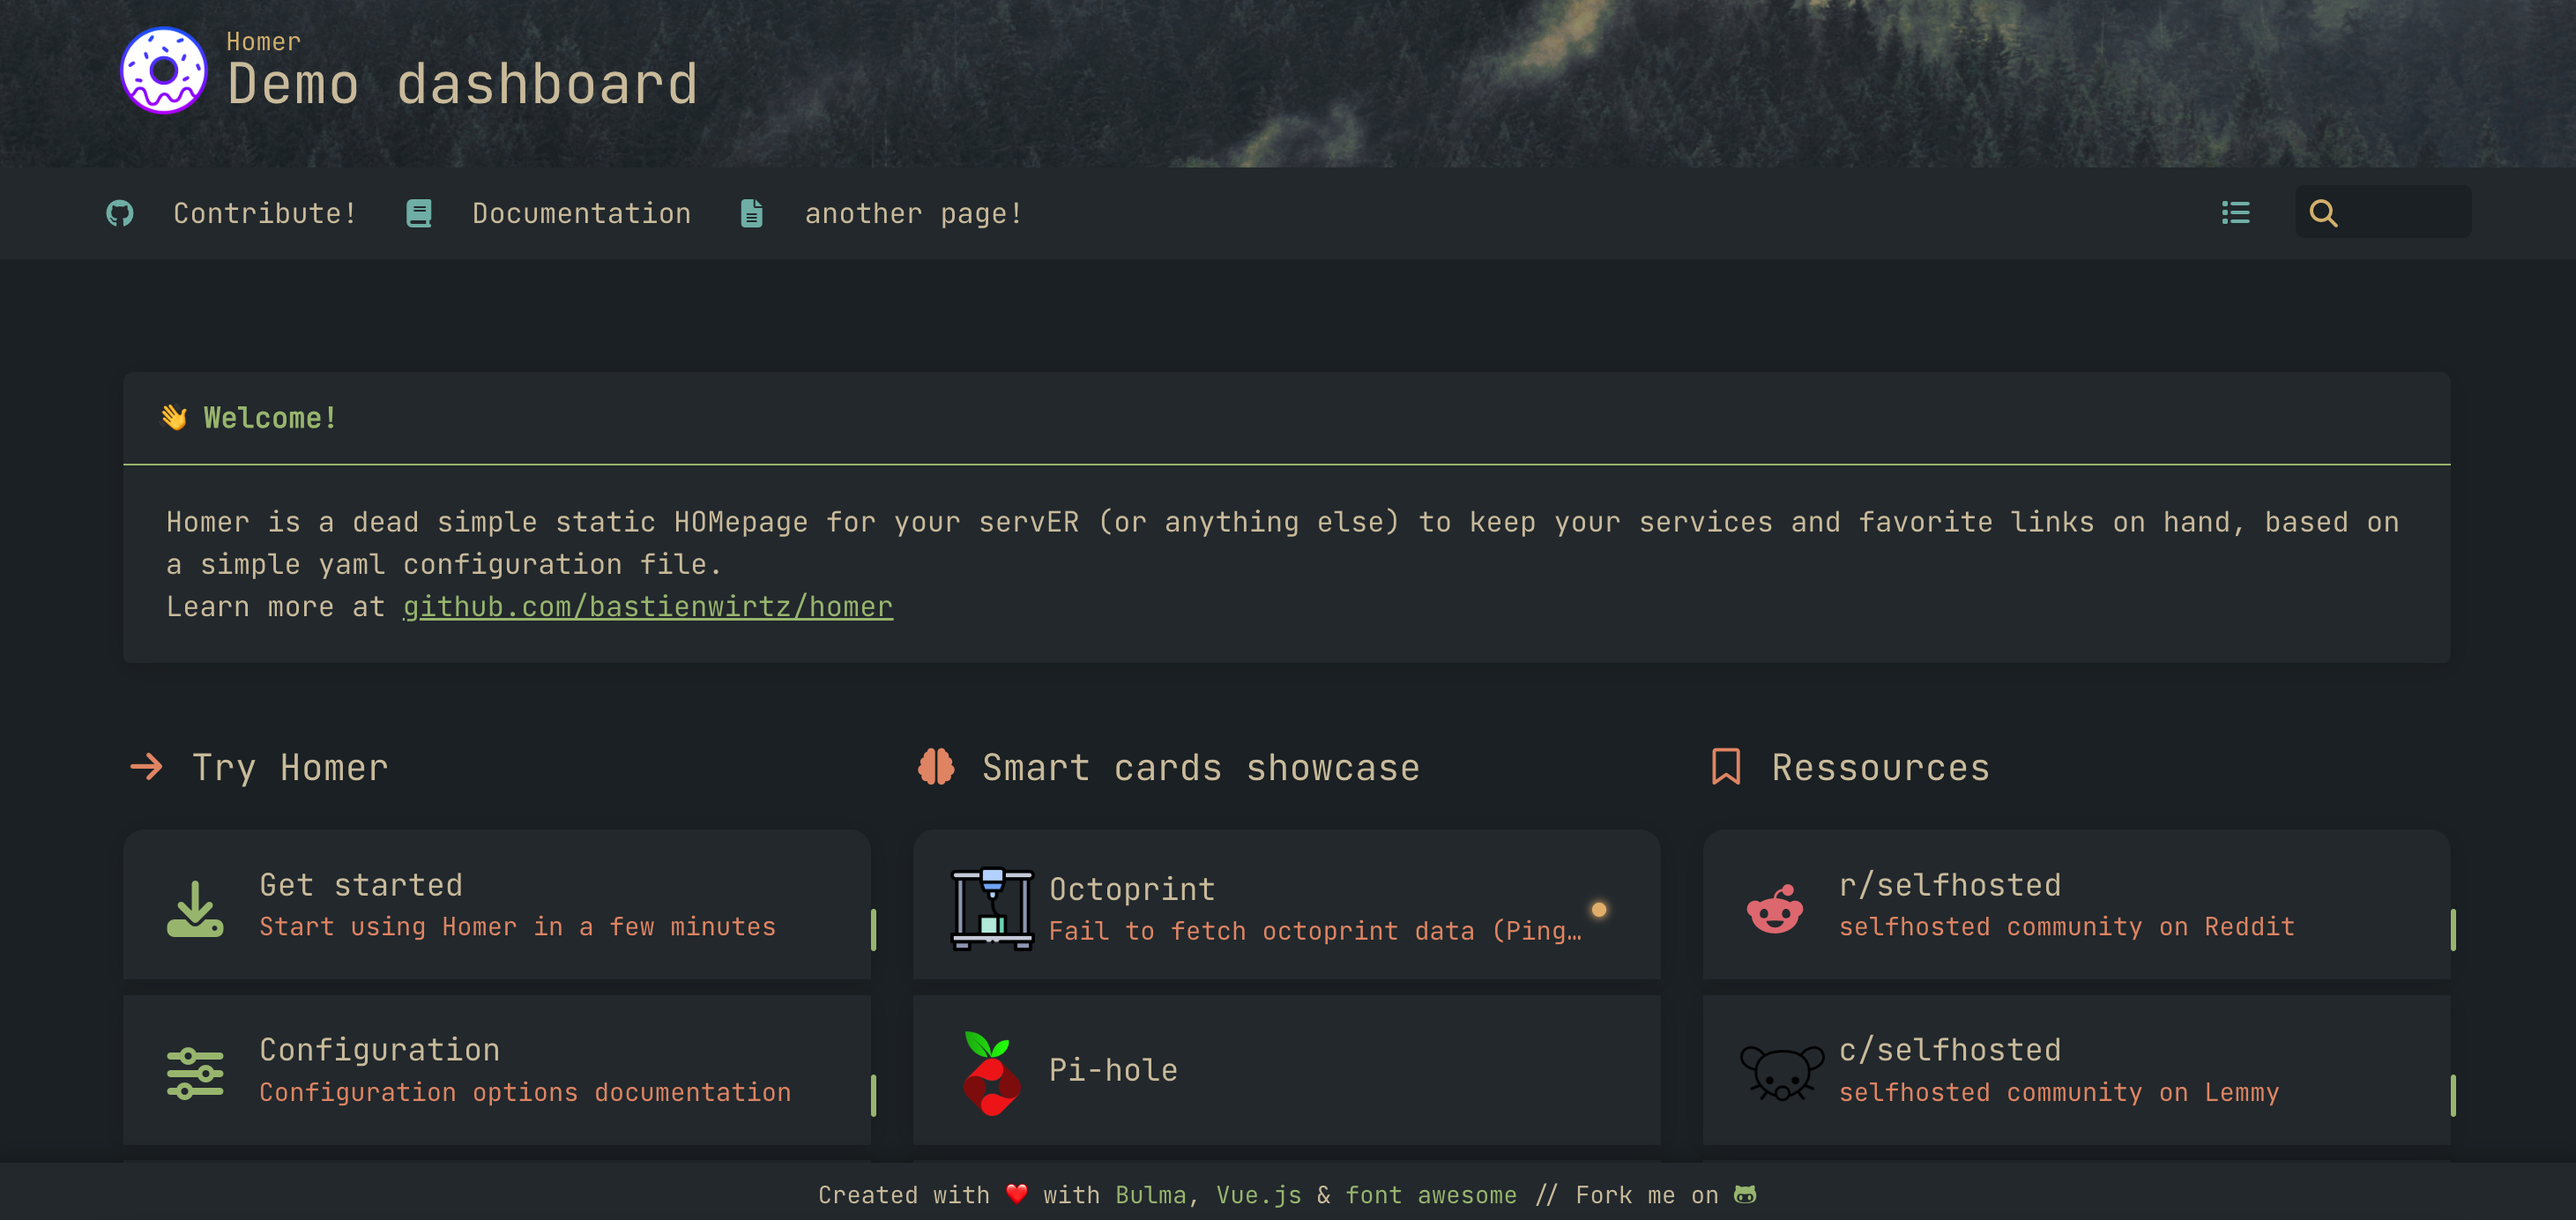 Homer
Demo dashboard
Contribute!
Documentation
another page!
👋 Welcome!
Homer is a dead simple static HOMepage for your servER (or anything else) to keep your services and favorite links on hand, based on
a simple yaml configuration file.
Learn more at github.com/bastienwirtz/homer
Try Homer
Get started
Start using Homer in a few minutes
Configuration
Configuration options documentation
Smart cards showcase
Octoprint
Fail to fetch octoprint data (Ping…
Pi-hole
Ressources
r/selfhosted
selfhosted community on Reddit
c/selfhosted
selfhosted community on Lemmy
Created with ❤️ with Bulma, Vue.js & font awesome // Fork me on